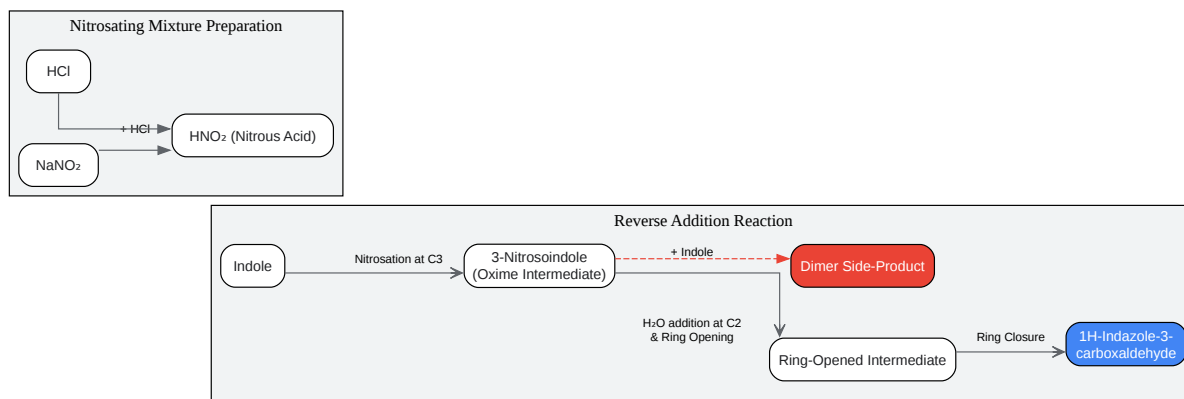 Nitrosating Mixture Preparation
HCl
+ HCl
HNO₂ (Nitrous Acid)
NaNO₂
Reverse Addition Reaction
Indole
Nitrosation at C3
3-Nitrosoindole
(Oxime Intermediate)
+ Indole
Dimer Side-Product
H₂O addition at C2
& Ring Opening
Ring-Opened Intermediate
Ring Closure
1H-Indazole-3-
carboxaldehyde